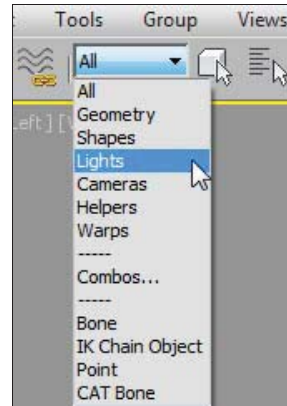 Tools Group Views
All
Left ] [
All
Geometry
Shapes
Lights
Cameras
Helpers
Warps
-----
Combos...
-----
Bone
IK Chain Object
Point
CAT Bone